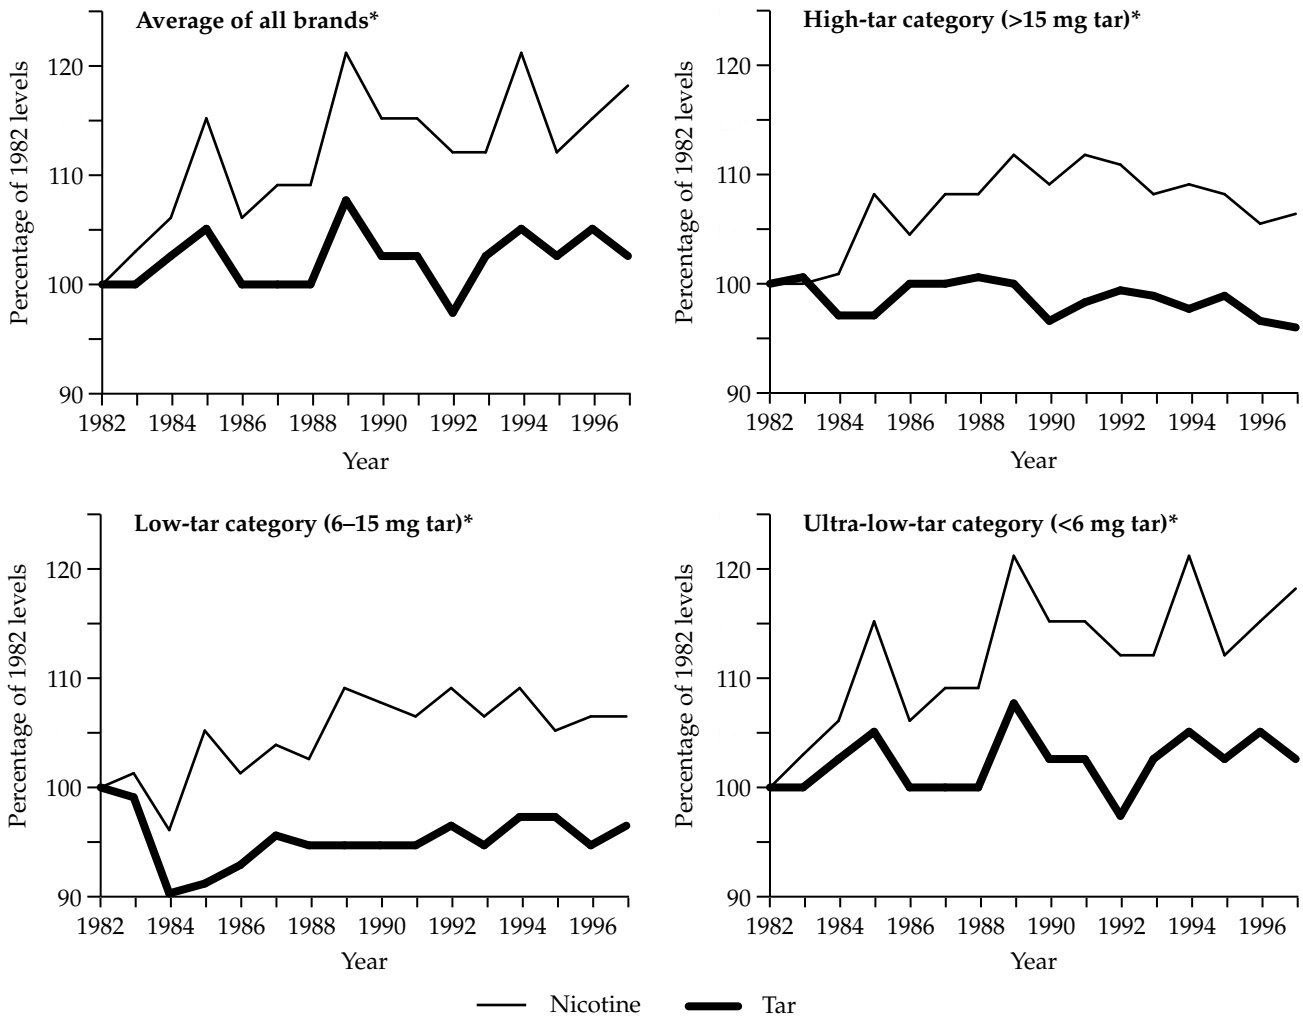 Average of all brands*
Percentage of 1982 levels
120
110
100
90
1982 1984 1986 1988 1990 1992 1994 1996
Year
High-tar category (>15 mg tar)*
Percentage of 1982 levels
120
110
100
90
1982 1984 1986 1988 1990 1992 1994 1996
Year
Low-tar category (6–15 mg tar)*
Percentage of 1982 levels
120
110
100
90
1982 1984 1986 1988 1990 1992 1994 1996
Year
Ultra-low-tar category (<6 mg tar)*
Percentage of 1982 levels
120
110
100
90
1982 1984 1986 1988 1990 1992 1994 1996
Year
Nicotine Tar